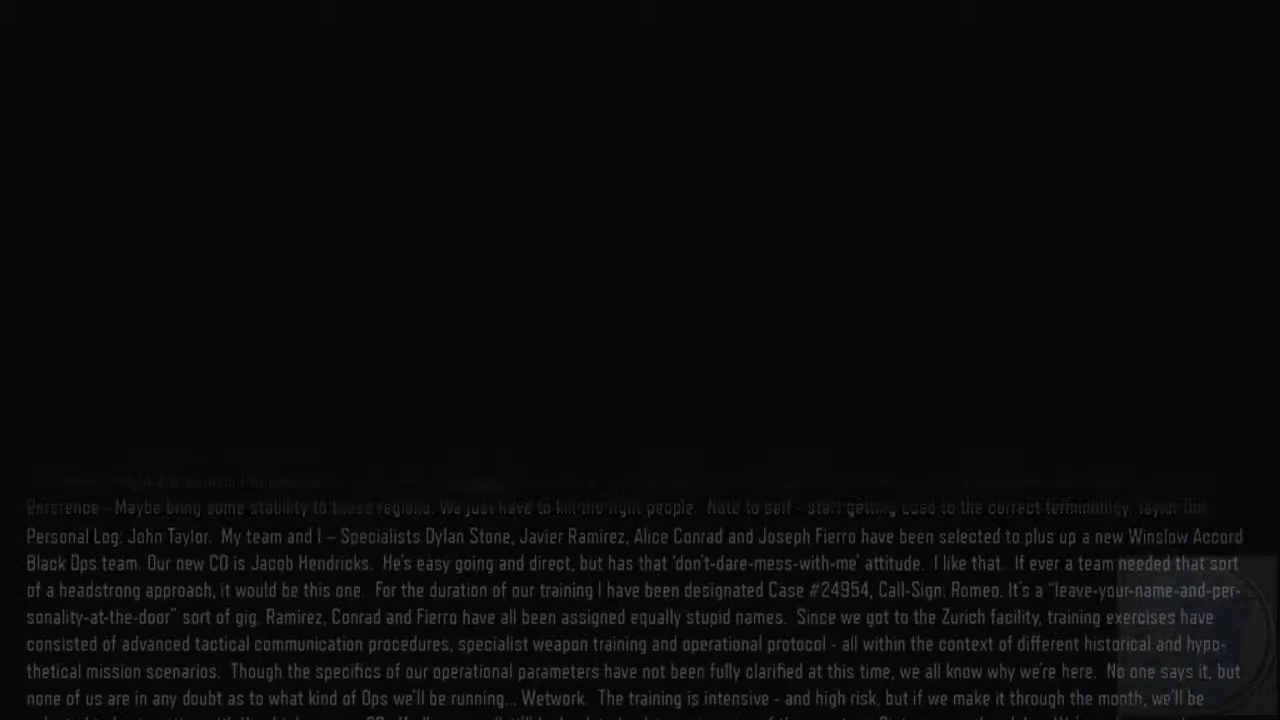 Personal Log: John Taylor. My team and I – Specialists Dylan Stone, Javier Ramirez, Alice Conrad and Joseph Fierro have been selected to plus up a new Winslow Accord
Black Ops team. Our new CO is Jacob Hendricks. He's easy going and direct, but has that 'don't-dare-mess-with-me' attitude. I like that. If ever a team needed that sort
of a headstrong approach, it would be this one. For the duration of our training I have been designated Case #24954, Call-Sign: Romeo. It's a "leave-your-name-and-per-
sonality-at-the-door" sort of gig. Ramirez, Conrad and Fierro have all been assigned equally stupid names. Since we got to the Zurich facility, training exercises have
consisted of advanced tactical communication procedures, specialist weapon training and operational protocol - all within the context of different historical and hypo-
thetical mission scenarios. Though the specifics of our operational parameters have not been fully clarified at this time, we all know why we're here. No one says it, but
none of us are in any doubt as to what kind of Ops we'll be running... Wetwork. The training is intensive - and high risk, but if we make it through the month, we'll be